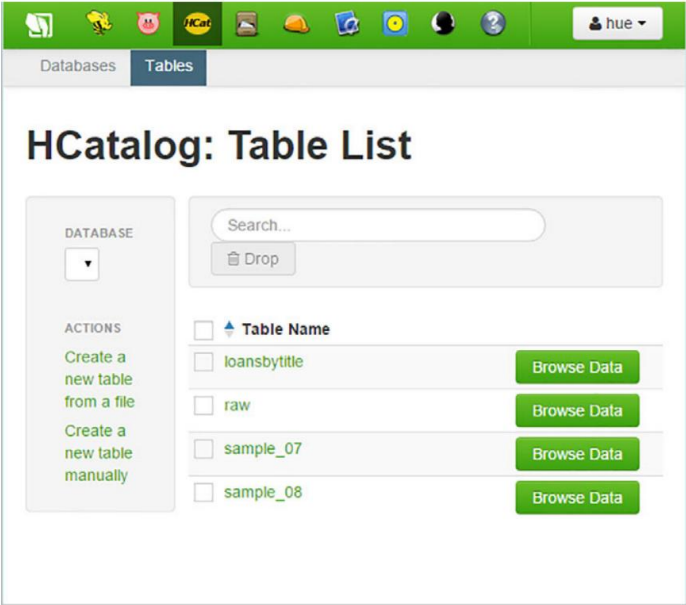 HCat
hue
Databases Tables
HCatalog: Table List
DATABASE
ACTIONS
Create a
new table
from a file
Create a
new table
manually
Search...
Drop
Table Name
loansbytitle Browse Data
raw Browse Data
sample_07 Browse Data
sample_08 Browse Data